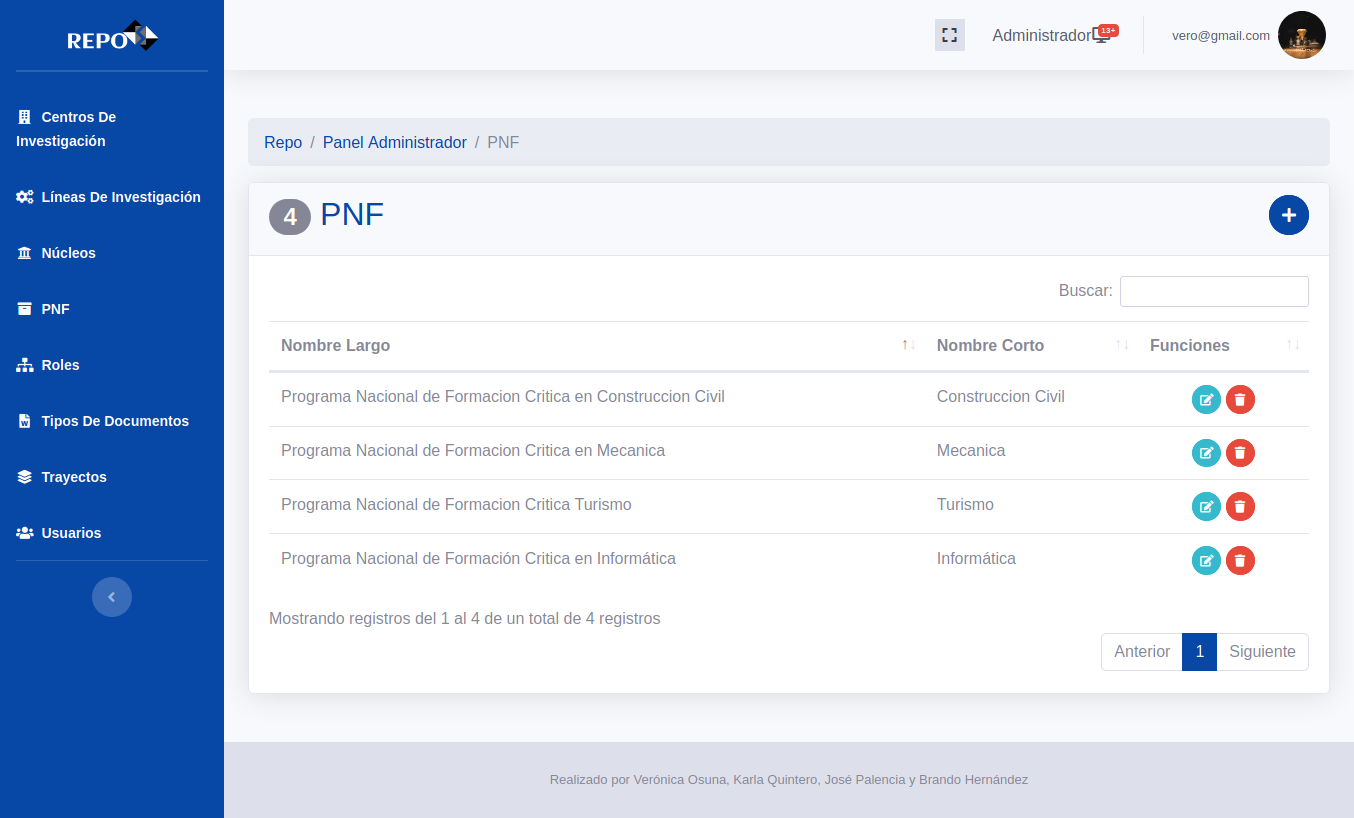 REPO
Administrador
13+
vero@gmail.com
Centros De
Investigación
Líneas De Investigación
Núcleos
PNF
Roles
W
Tipos De Documentos
Trayectos
Usuarios
Repo / Panel Administrador / PNF
4 PNF
Buscar:
Nombre Largo Nombre Corto Funciones
Programa Nacional de Formacion Critica en Construccion Civil Construccion Civil
Programa Nacional de Formacion Critica en Mecanica Mecanica
Programa Nacional de Formacion Critica Turismo Turismo
Programa Nacional de Formación Critica en Informática Informática
Mostrando registros del 1 al 4 de un total de 4 registros
Anterior 1 Siguiente
Realizado por Verónica Osuna, Karla Quintero, José Palencia y Brando Hernández